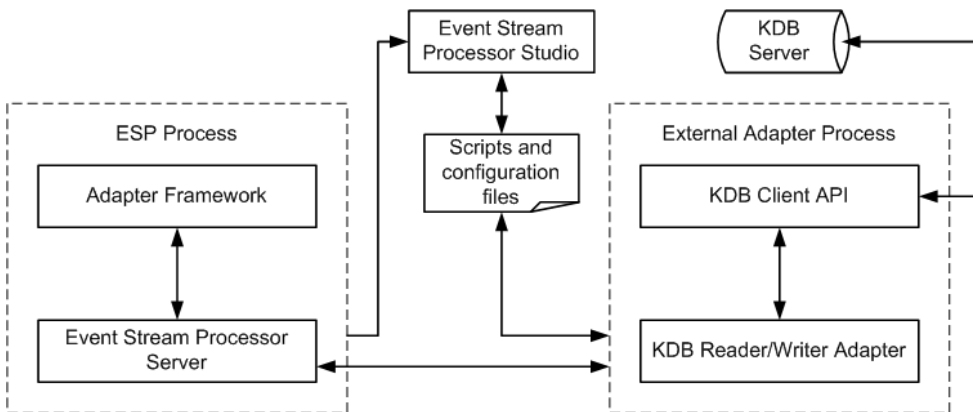 Event Stream
Processor Studio
KDB
Server
ESP Process
External Adapter Process
Scripts and
configuration
files
Adapter Framework
KDB Client API
Event Stream Processor
Server
KDB Reader/Writer Adapter